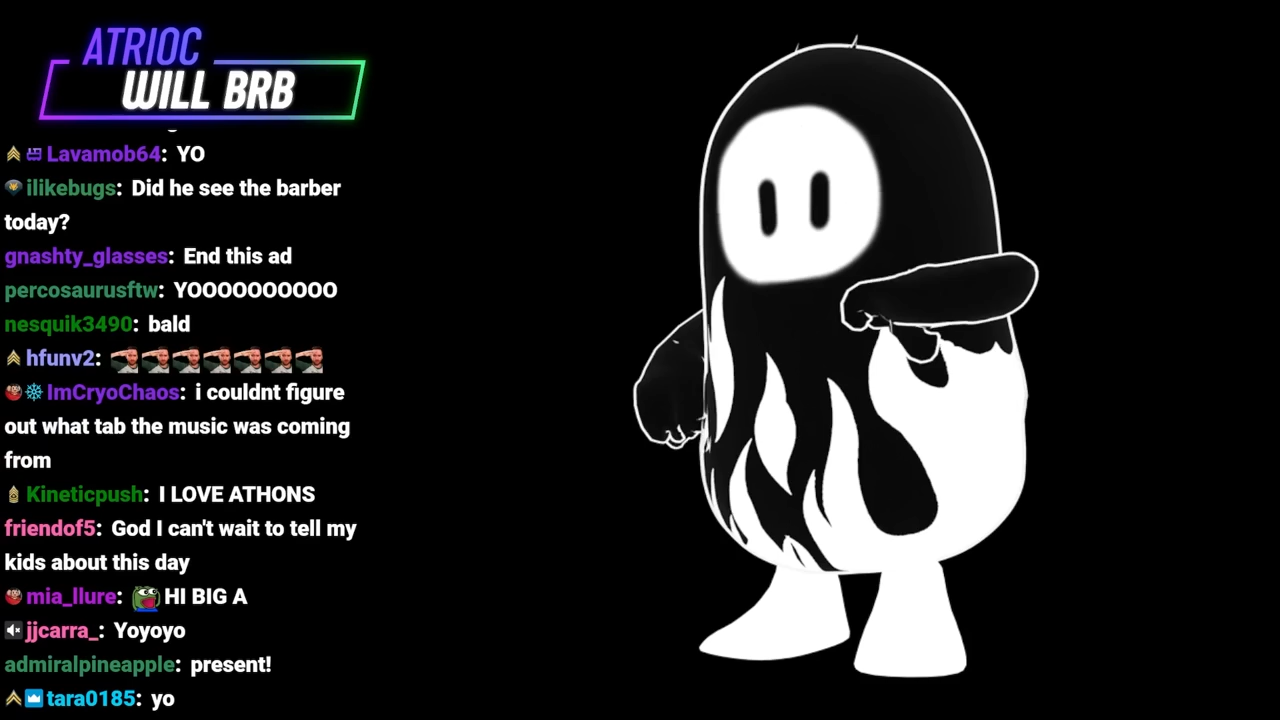 ATRIOC
WILL BRB
Lavamob64: YO
ilikebugs: Did he see the barber
today?
gnashty_glasses: End this ad
percosaurusftw: YOOOOOOOOOO
nesquik3490: bald
hfunv2:
ImCryoChaos: i couldnt figure
out what tab the music was coming
from
Kineticpush: I LOVE ATHONS
friendof5: God I can't wait to tell my
kids about this day
mia_llure: HI BIG A
jjcarra_: Yoyoyo
admiralpineapple: present!
tara0185: yo